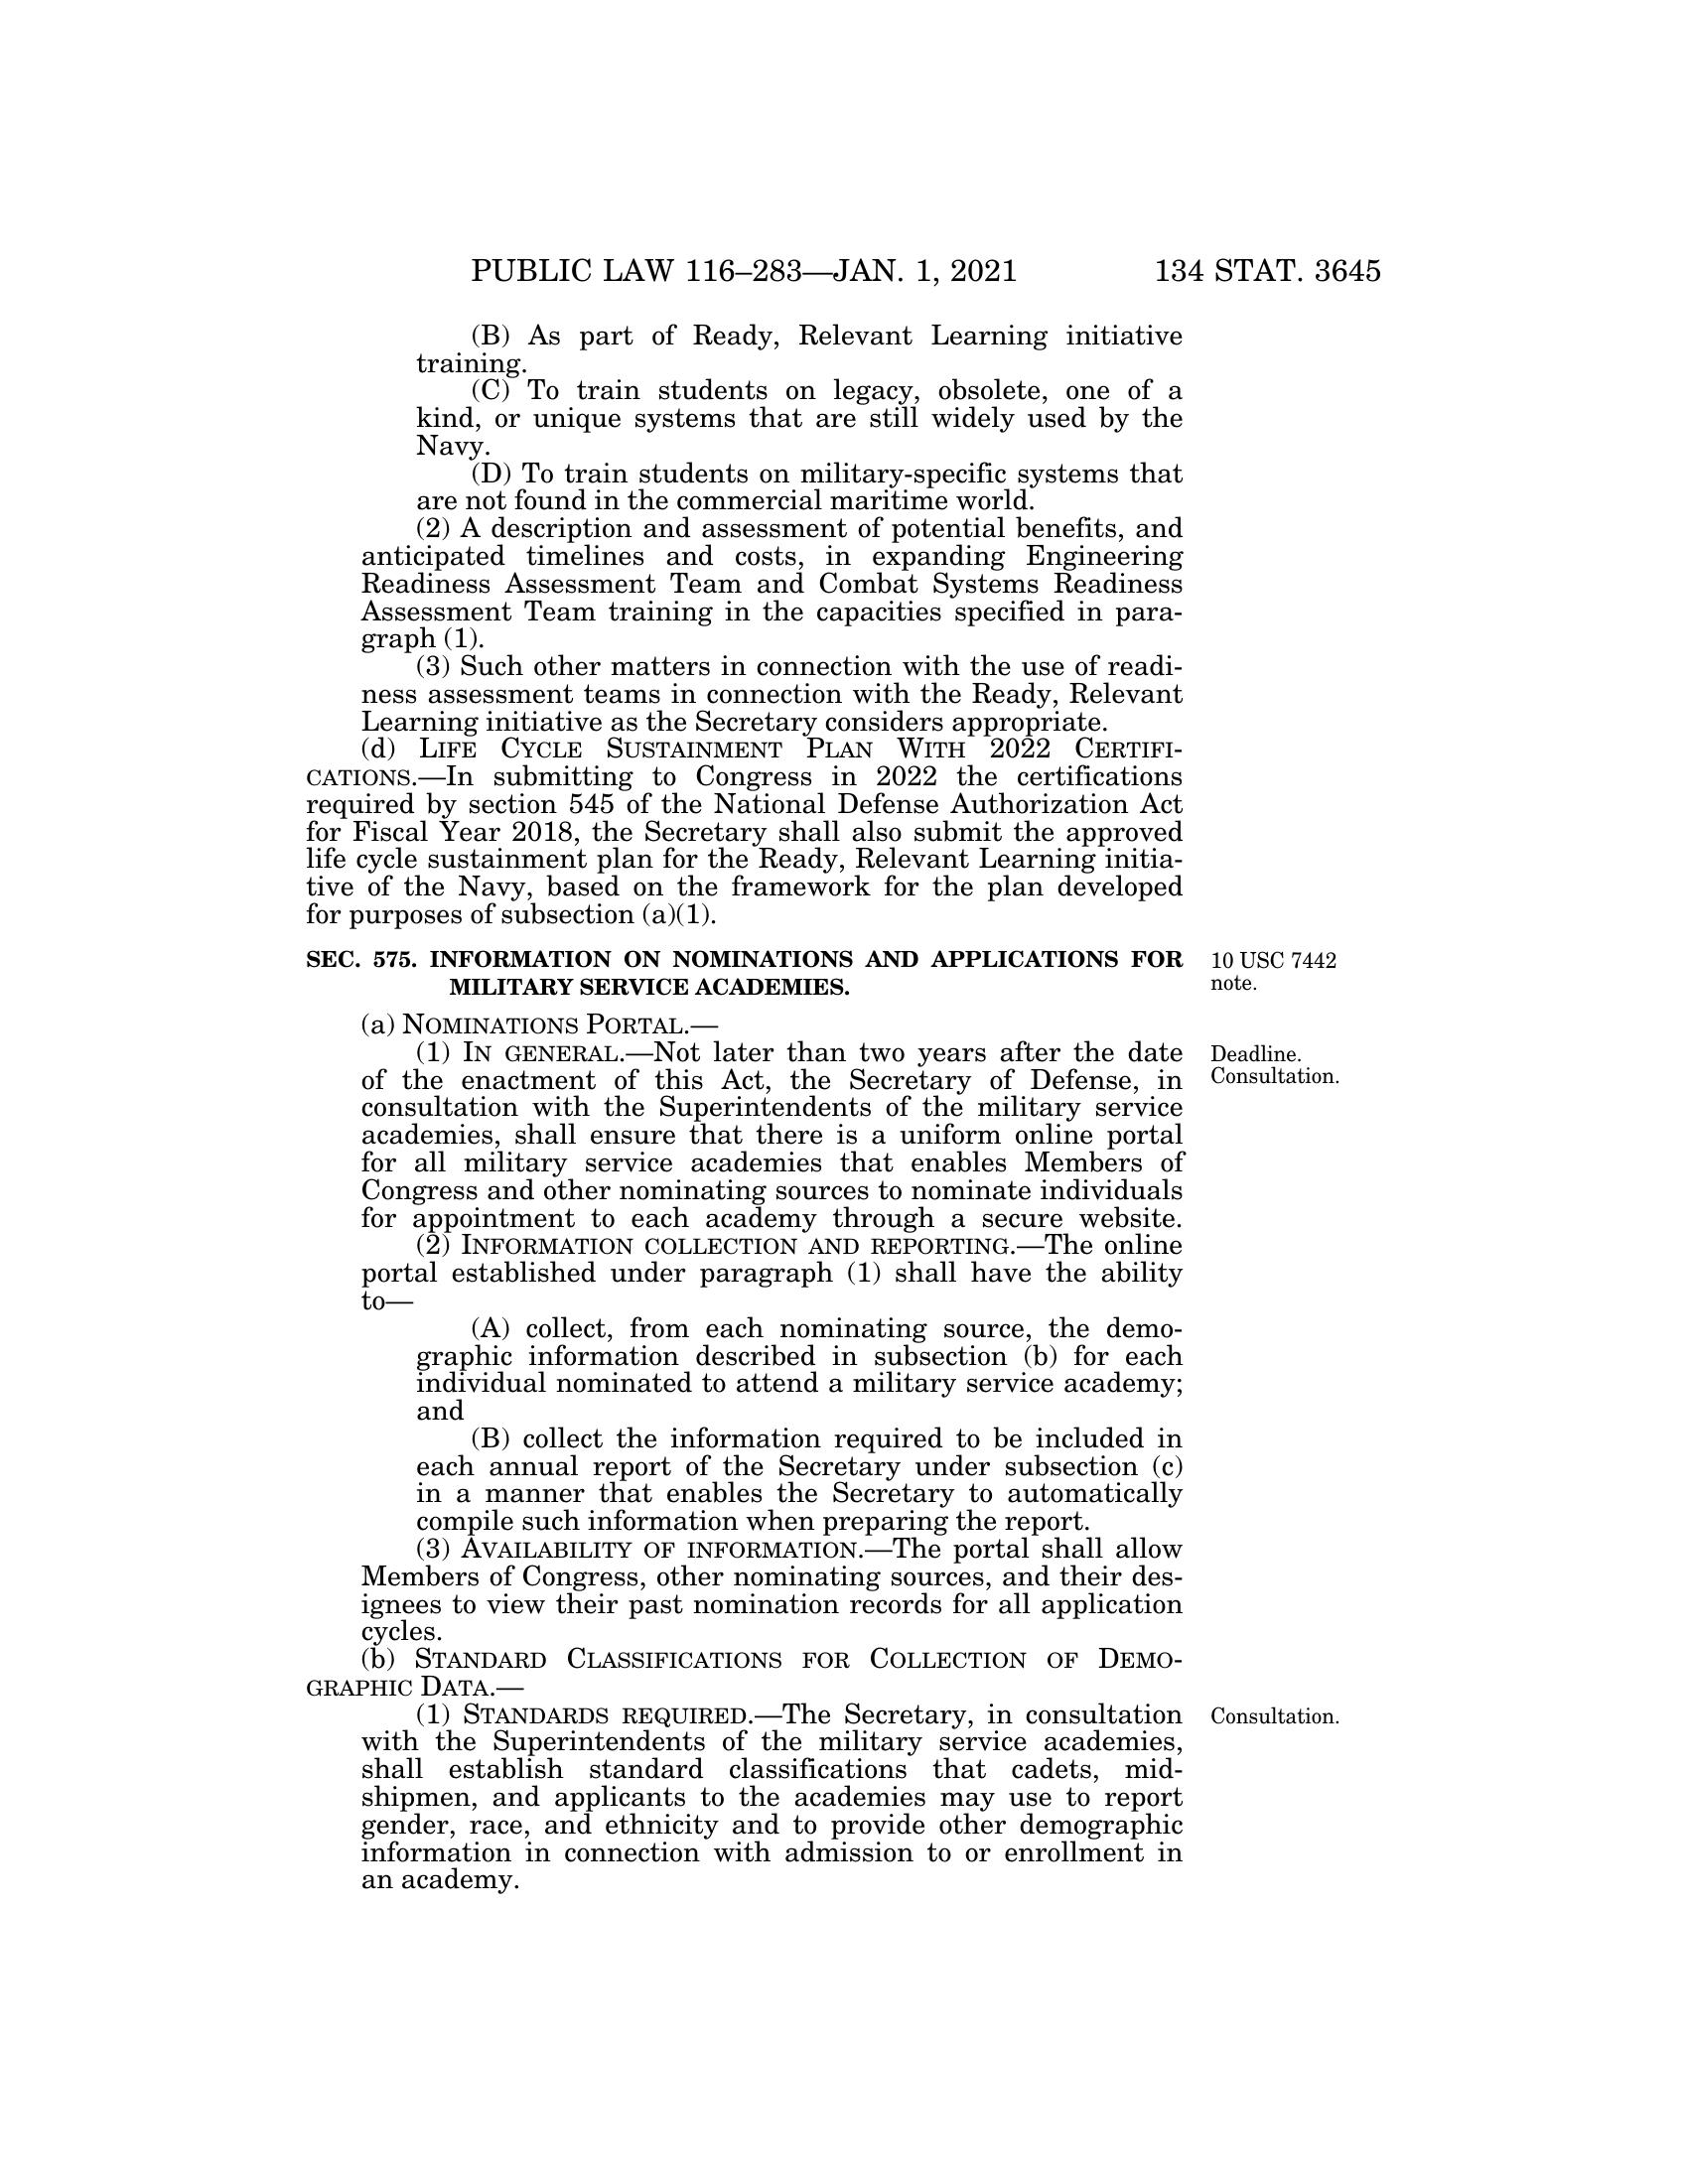 PUBLIC LAW 116–283—JAN. 1, 2021 134 STAT. 3645
(B) As part of Ready, Relevant Learning initiative
training.
(C) To train students on legacy, obsolete, one of a
kind, or unique systems that are still widely used by the
Navy.
(D) To train students on military-specific systems that
are not found in the commercial maritime world.
(2) A description and assessment of potential benefits, and
anticipated timelines and costs, in expanding Engineering
Readiness Assessment Team and Combat Systems Readiness
Assessment Team training in the capacities specified in para-
graph (1).
(3) Such other matters in connection with the use of readi-
ness assessment teams in connection with the Ready, Relevant
Learning initiative as the Secretary considers appropriate.
(d) LIFE CYCLE SUSTAINMENT PLAN WITH 2022 CERTIFI-
CATIONS.—In submitting to Congress in 2022 the certifications
required by section 545 of the National Defense Authorization Act
for Fiscal Year 2018, the Secretary shall also submit the approved
life cycle sustainment plan for the Ready, Relevant Learning initia-
tive of the Navy, based on the framework for the plan developed
for purposes of subsection (a)(1).
SEC. 575. INFORMATION ON NOMINATIONS AND APPLICATIONS FOR
MILITARY SERVICE ACADEMIES.
10 USC 7442
note.
(a) NOMINATIONS PORTAL.—
(1) IN GENERAL.—Not later than two years after the date
of the enactment of this Act, the Secretary of Defense, in
consultation with the Superintendents of the military service
academies, shall ensure that there is a uniform online portal
for all military service academies that enables Members of
Congress and other nominating sources to nominate individuals
for appointment to each academy through a secure website.
Deadline.
Consultation.
(2) INFORMATION COLLECTION AND REPORTING.—The online
portal established under paragraph (1) shall have the ability
to—
(A) collect, from each nominating source, the demo-
graphic information described in subsection (b) for each
individual nominated to attend a military service academy;
and
(B) collect the information required to be included in
each annual report of the Secretary under subsection (c)
in a manner that enables the Secretary to automatically
compile such information when preparing the report.
(3) AVAILABILITY OF INFORMATION.—The portal shall allow
Members of Congress, other nominating sources, and their des-
ignees to view their past nomination records for all application
cycles.
(b) STANDARD CLASSIFICATIONS FOR COLLECTION OF DEMO-
GRAPHIC DATA.—
(1) STANDARDS REQUIRED.—The Secretary, in consultation
with the Superintendents of the military service academies,
shall establish standard classifications that cadets, mid-
shipmen, and applicants to the academies may use to report
gender, race, and ethnicity and to provide other demographic
information in connection with admission to or enrollment in
an academy.
Consultation.